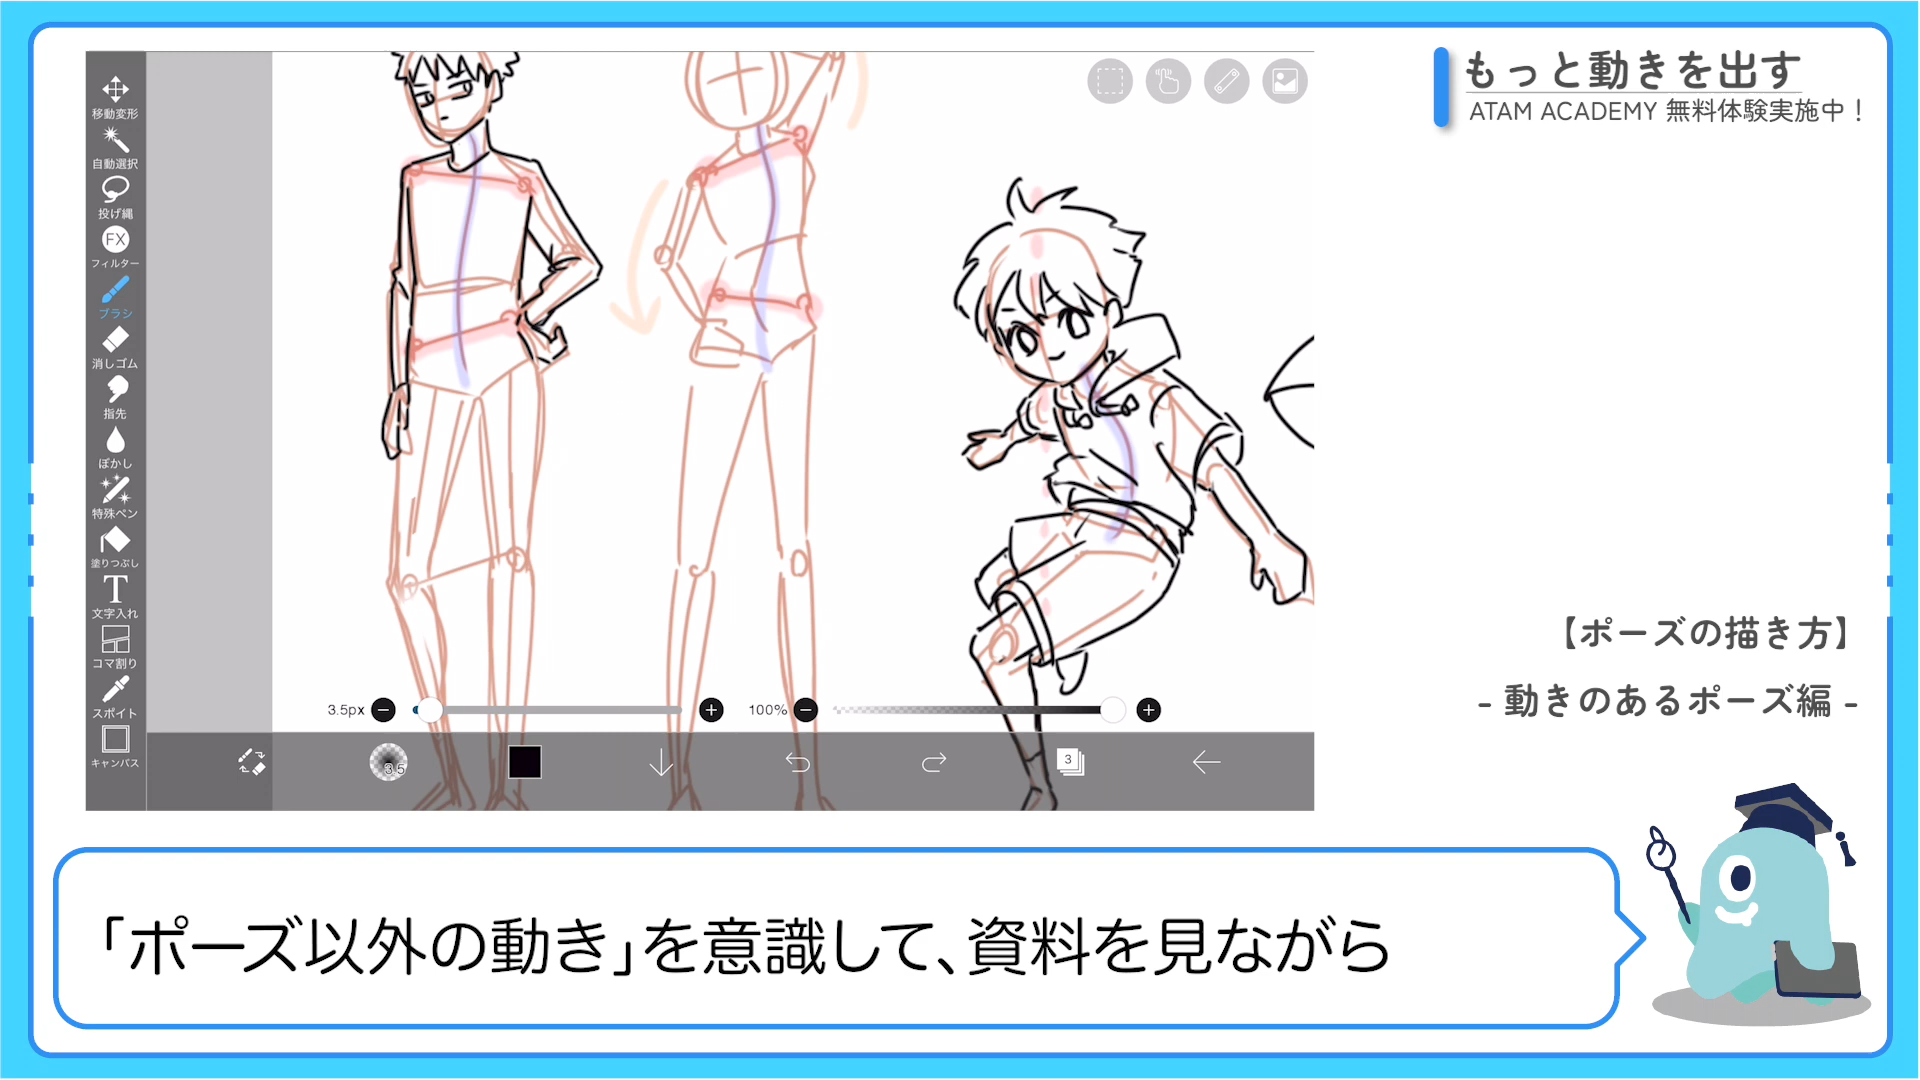 もっと動きを出す
ATAM ACADEMY 無料体験実施中！
移動変形
自動選択
投げ縄
FX
フィルター
ブラシ
消しゴム
指先
ぼかし
特殊ペン
塗りつぶし
T
文字入れ
コマ割り
スポイト
キャンバス
3.5px
100%
3.5
3
【ポーズの描き方】
- 動きのあるポーズ編 -
「ポーズ以外の動き」を意識して、資料を見ながら